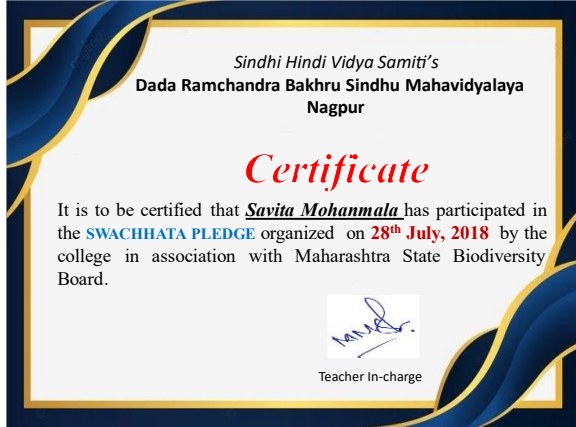 Sindhi Hindi Vidya Samiti's
Dada Ramchandra Bakhru Sindhu Mahavidyalaya
Nagpur
Certificate
It is to be certified that Savita Mohanmala has participated in
the SWACHHATA PLEDGE organized on 28th July, 2018 by the
college in association with Maharashtra State Biodiversity
Board.
Teacher In-charge